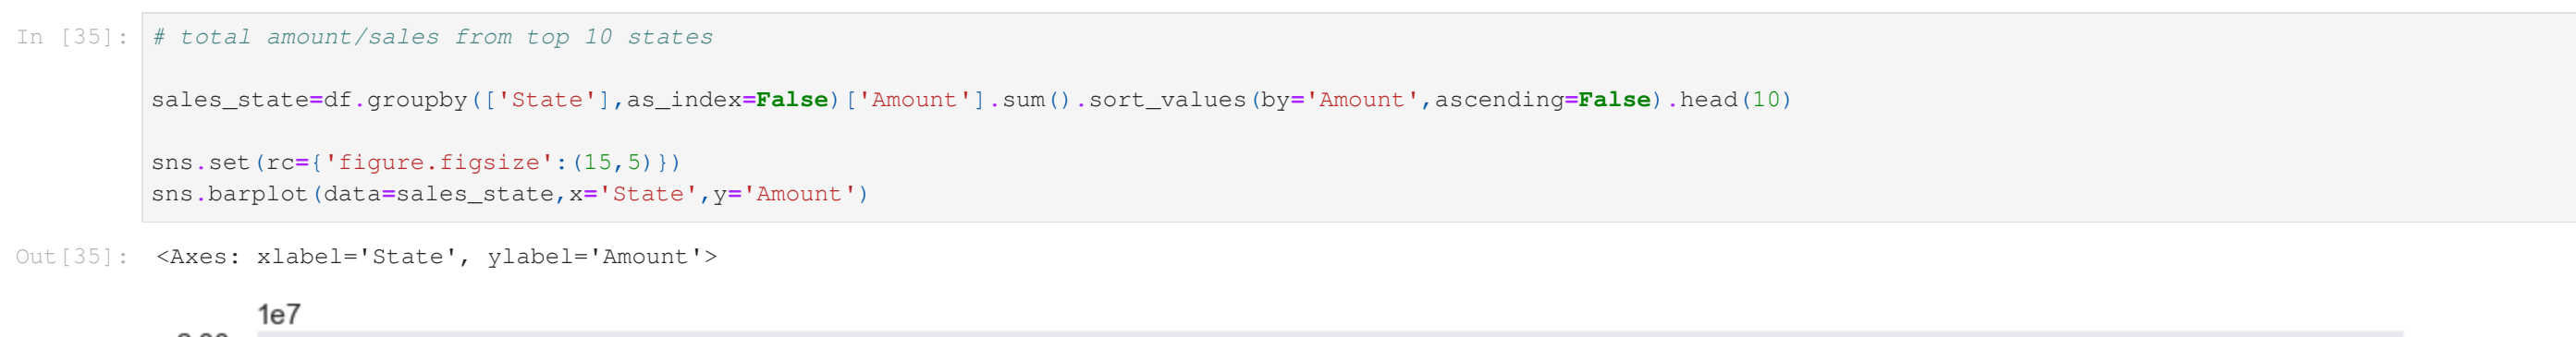 In [35]: # total amount/sales from top 10 states
sales_state=df.groupby(['State'],as_index=False)['Amount'].sum().sort_values(by='Amount',ascending=False).head(10)
sns.set(rc={'figure.figsize':(15,5)})
sns.barplot(data=sales_state,x='State',y='Amount')
Out[35]: <Axes: xlabel='State', ylabel='Amount'>
1e7